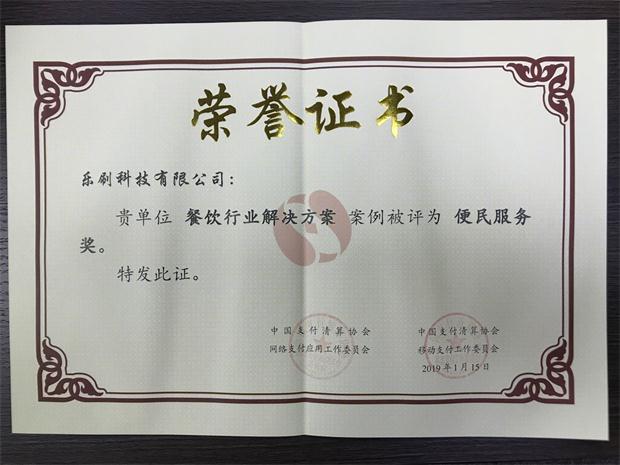 荣誉证书
乐刷科技有限公司：
贵单位 餐饮行业解决方案 案例被评为 便民服务
奖。
特发此证。
中国支付清算协会
网络支付应用工作委员会
中国支付清算协会
移动支付工作委员会
2019年1月15日